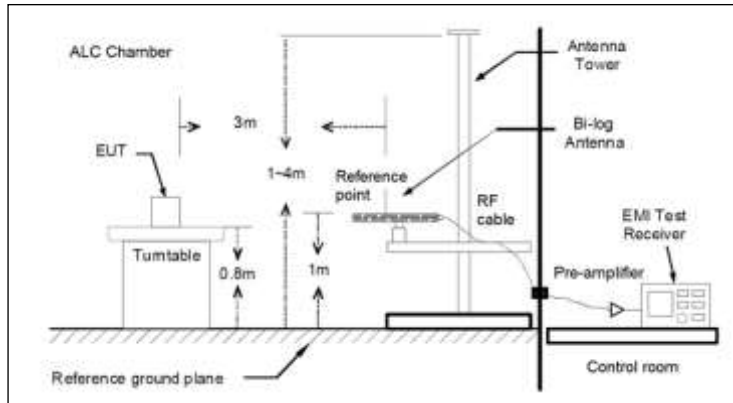 ALC Chamber
Antenna
Tower
3m
Bi-log
Antenna
EUT
1~4m
Reference
point
RF
cable
EMI Test
Receiver
Turntable
0.8m
1m
Pre-amplifier
Reference ground plane
Control room